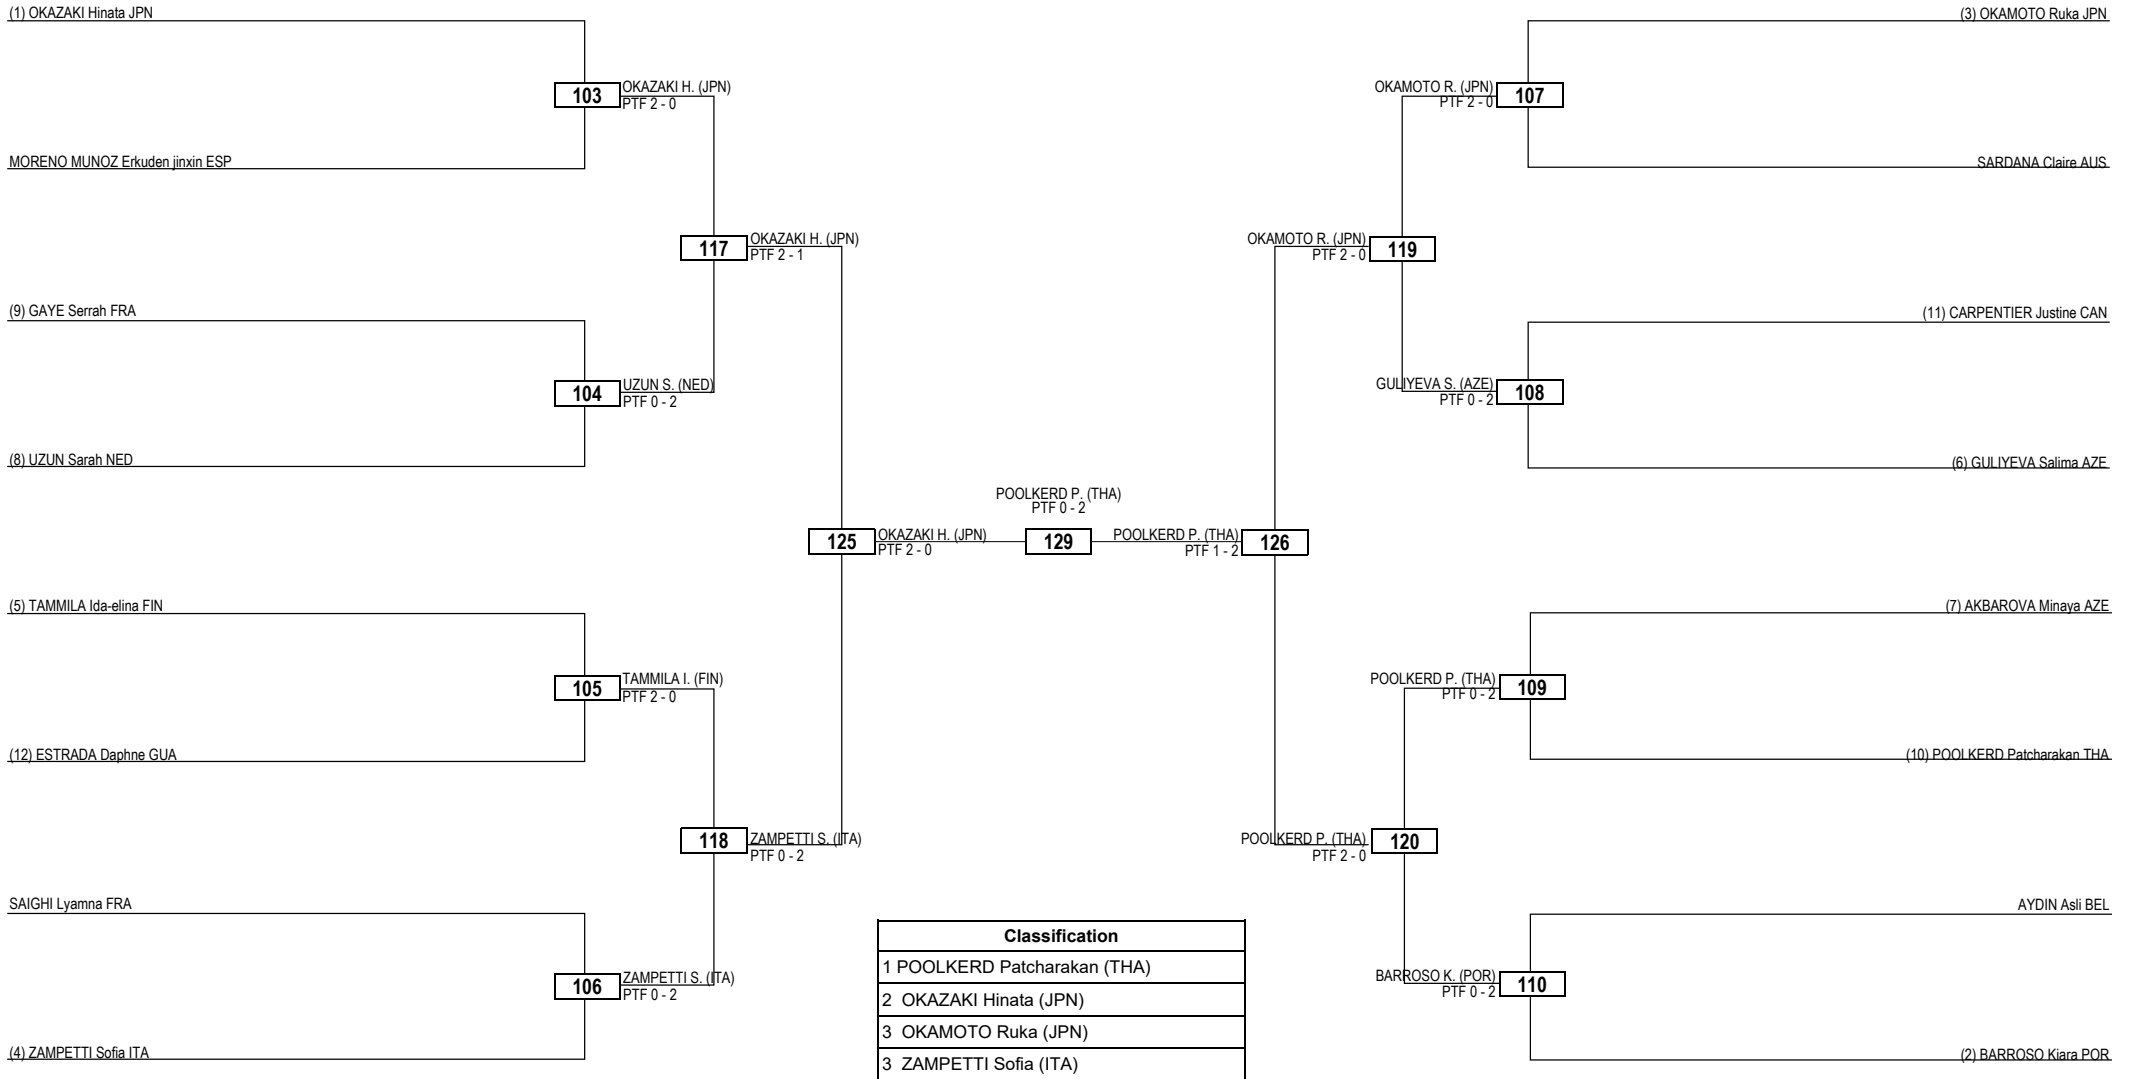 (1) OKAZAKI Hinata JPN
(3) OKAMOTO Ruka JPN
103
OKAZAKI H. (JPN)
PTF 2 - 0
OKAMOTO R. (JPN)
PTF 2 - 0
107
MORENO MUNOZ Erkuden jinxin ESP
SARDANA Claire AUS
117
OKAZAKI H. (JPN)
PTF 2 - 1
OKAMOTO R. (JPN)
PTF 2 - 0
119
(9) GAYE Serrah FRA
(11) CARPENTIER Justine CAN
104
UZUN S. (NED)
PTF 0 - 2
GULIYEVA S. (AZE)
PTF 0 - 2
108
(8) UZUN Sarah NED
(6) GULIYEVA Salima AZE
POOLKERD P. (THA)
PTF 0 - 2
125
OKAZAKI H. (JPN)
PTF 2 - 0
129
POOLKERD P. (THA)
PTF 1 - 2
126
(5) TAMMILA Ida-elina FIN
(7) AKBAROVA Minaya AZE
105
TAMMILA I. (FIN)
PTF 2 - 0
POOLKERD P. (THA)
PTF 0 - 2
109
(12) ESTRADA Daphne GUA
(10) POOLKERD Patcharakan THA
118
ZAMPETTI S. (ITA)
PTF 0 - 2
POOLKERD P. (THA)
PTF 2 - 0
120
SAIGHI Lyamna FRA
AYDIN Asli BEL
106
ZAMPETTI S. (ITA)
PTF 0 - 2
BARROSO K. (POR)
PTF 0 - 2
110
(4) ZAMPETTI Sofia ITA
(2) BARROSO Kiara POR
Classification
1 POOLKERD Patcharakan (THA)
2 OKAZAKI Hinata (JPN)
3 OKAMOTO Ruka (JPN)
3 ZAMPETTI Sofia (ITA)